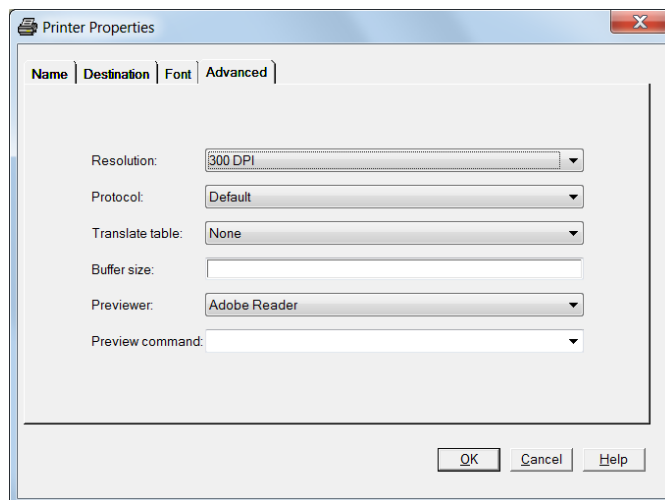 Printer Properties
Name Destination Font Advanced
Resolution: 300 DPI
Protocol: Default
Translate table: None
Buffer size:
Previewer: Adobe Reader
Preview command:
OK Cancel Help